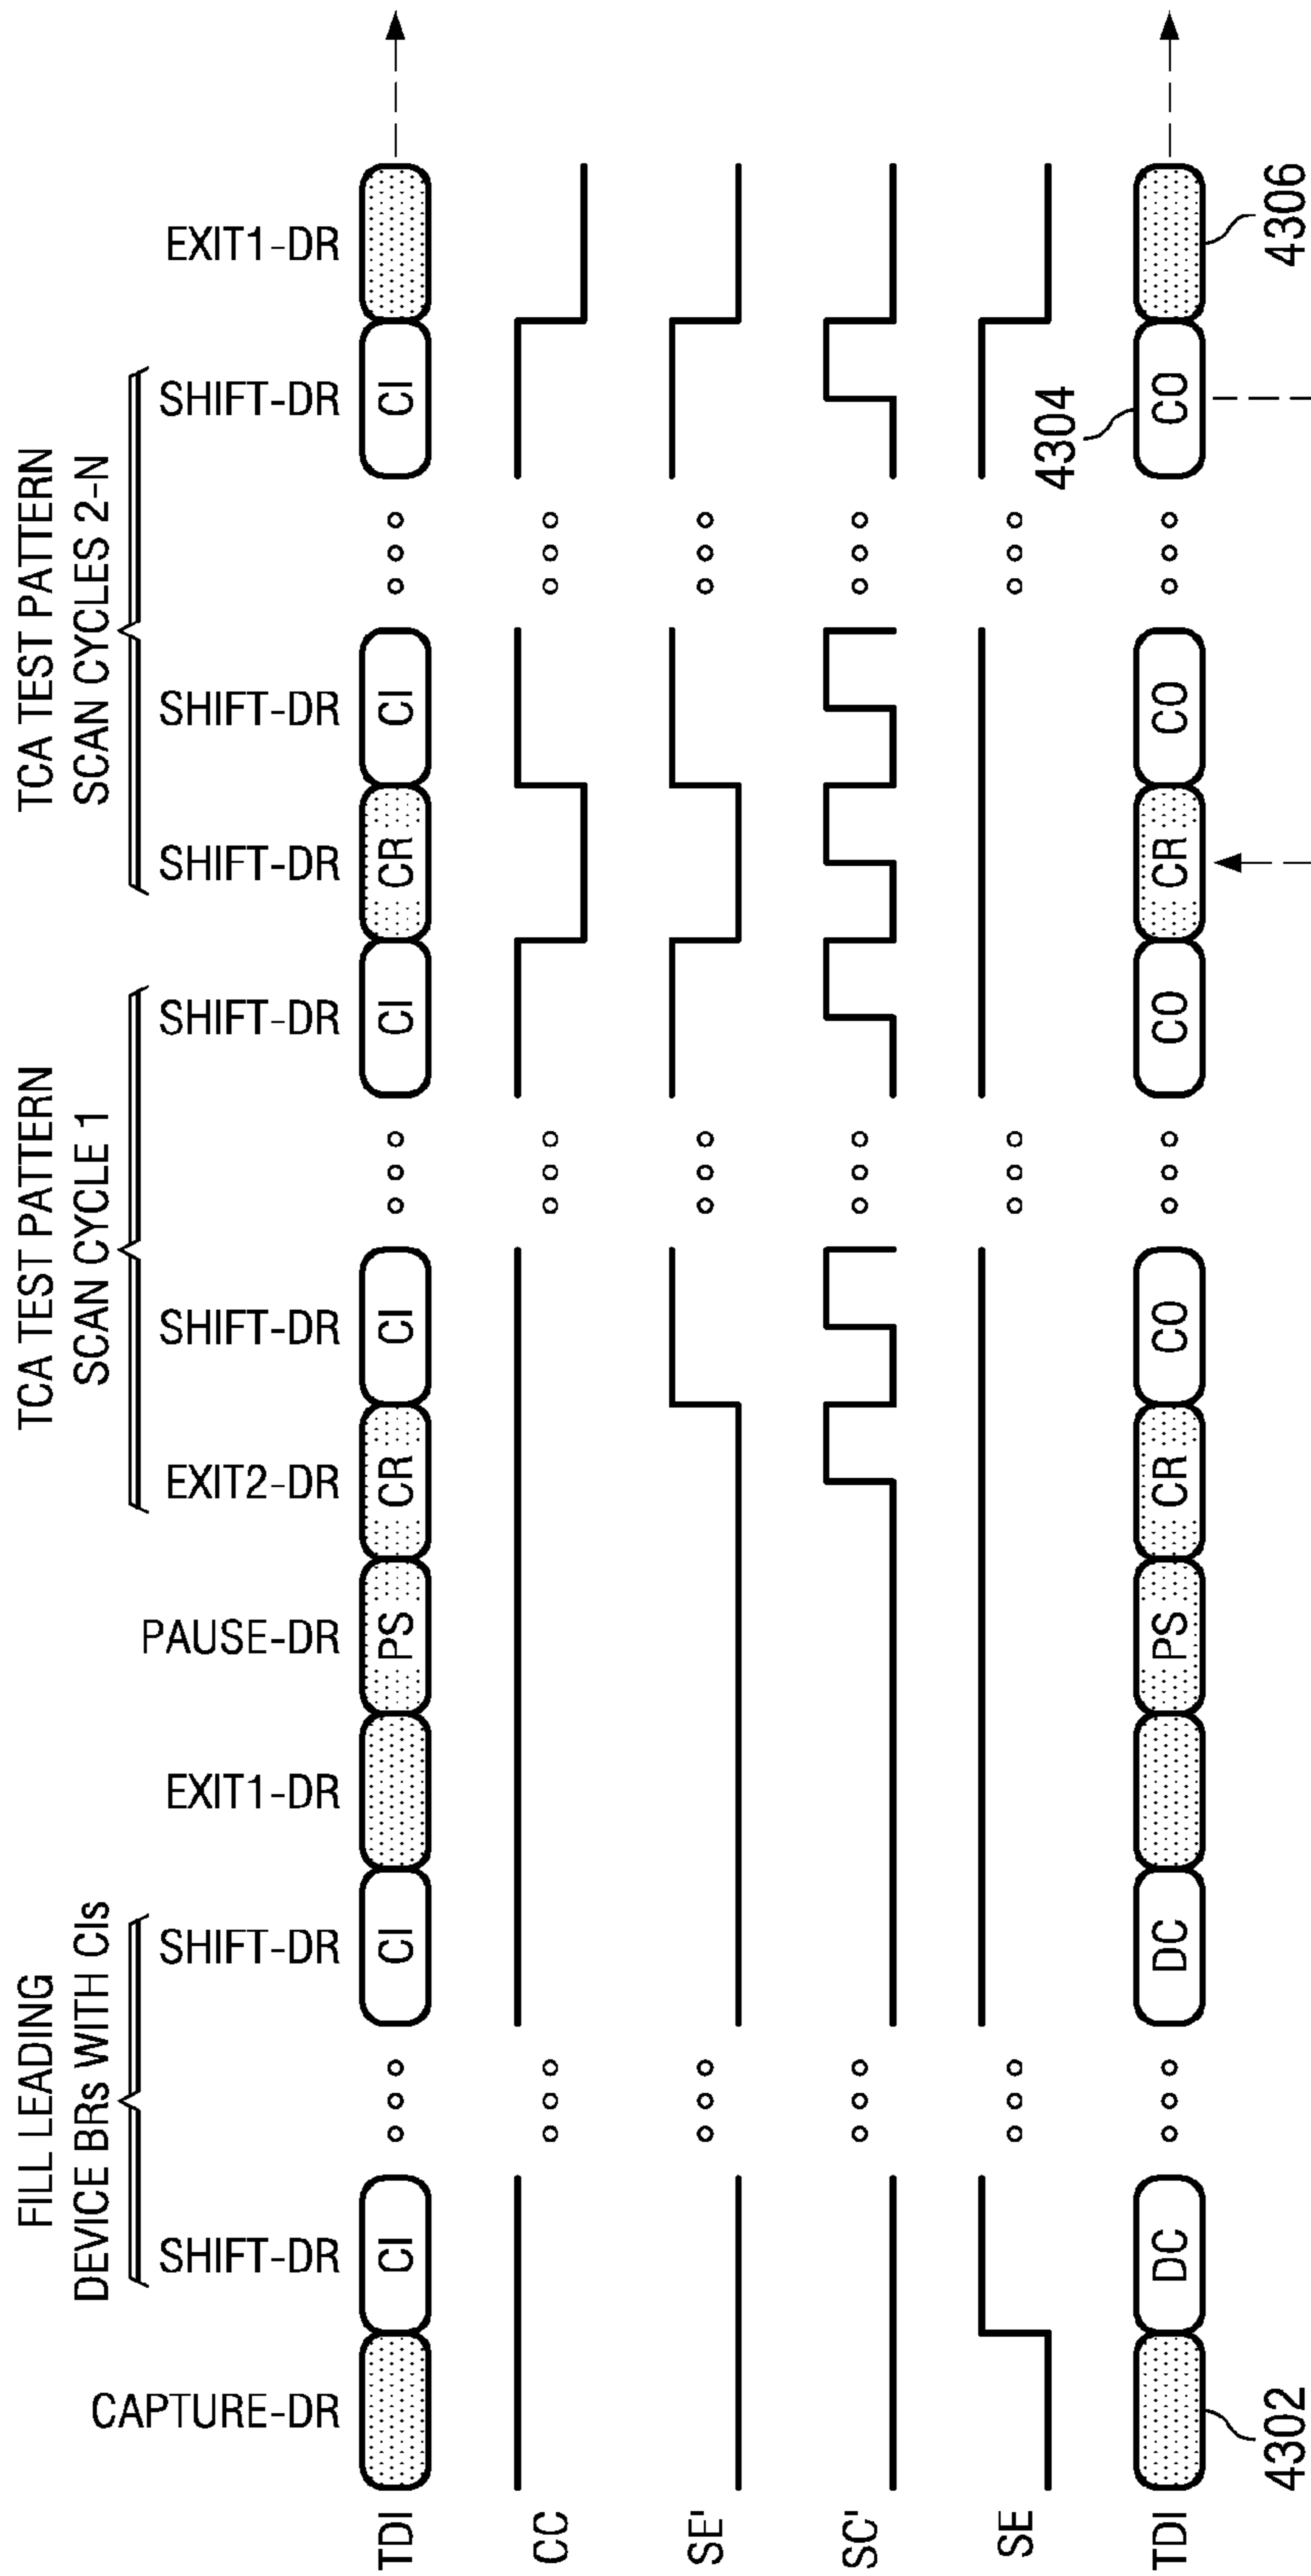 FILL LEADING
DEVICE BRs WITH CIs
TCA TEST PATTERN
SCAN CYCLE 1
TCA TEST PATTERN
SCAN CYCLES 2-N
CAPTURE-DR
SHIFT-DR
SHIFT-DR
EXIT1-DR
PAUSE-DR
EXIT2-DR
SHIFT-DR
SHIFT-DR
SHIFT-DR
SHIFT-DR
SHIFT-DR
EXIT1-DR
TDI CI CI PS CR CI CI CR CI CI
CC
SE'
SC'
SE
4304
TDI DC DC PS CR CO CO CR CO CO
4302
4306